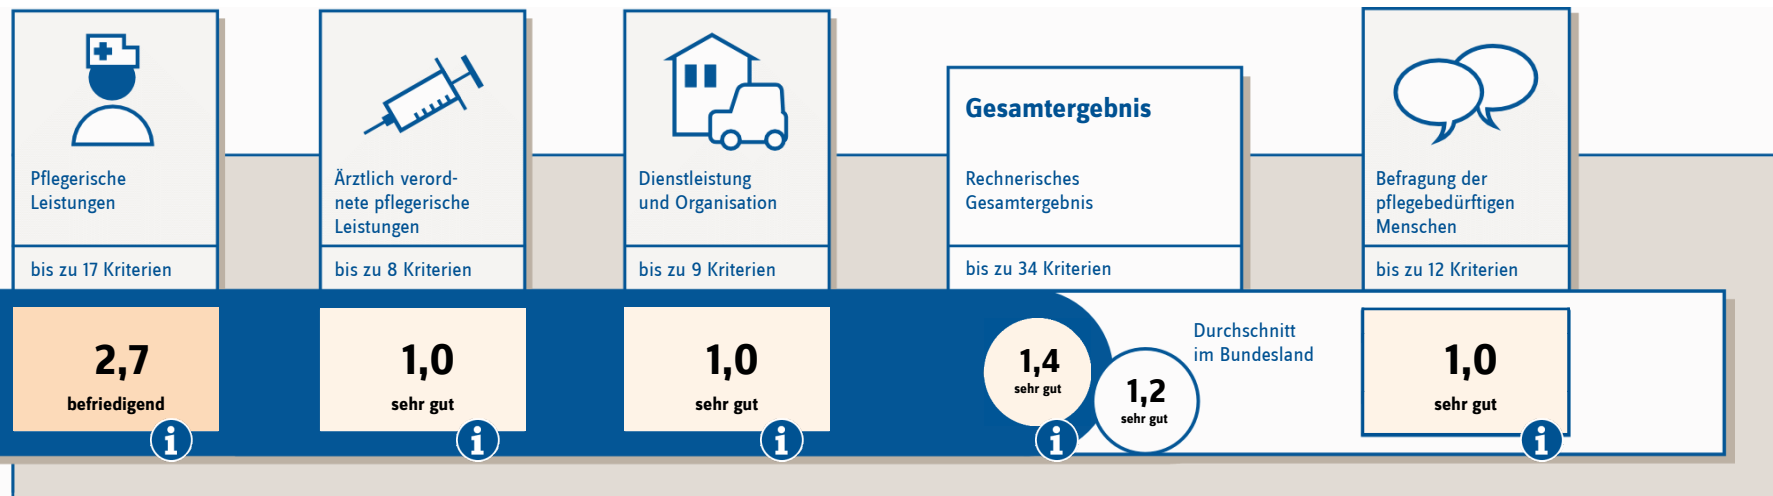 Pflegerische
Leistungen
bis zu 17 Kriterien
2,7
befriedigend
i
Ärztlich verord-
nete pflegerische
Leistungen
bis zu 8 Kriterien
1,0
sehr gut
i
Dienstleistung
und Organisation
bis zu 9 Kriterien
1,0
sehr gut
i
Gesamtergebnis
Rechnerisches
Gesamtergebnis
bis zu 34 Kriterien
1,4
sehr gut
i
1,2
sehr gut
Durchschnitt
im Bundesland
Befragung der
pflegebedürftigen
Menschen
bis zu 12 Kriterien
1,0
sehr gut
i